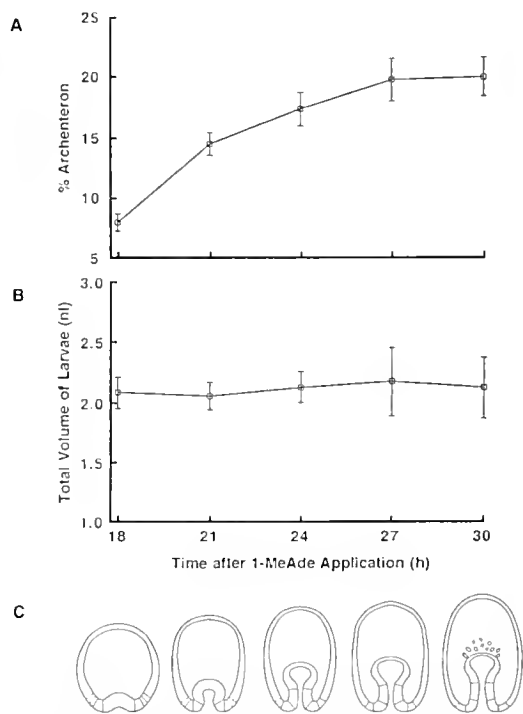 A
25
20
15
10
5
% Archenteron
B
3.0
2.5
2.0
1.5
1.0
Total Volume of Larvae (nl)
18 21 24 27 30
Time after 1-MeAde Application (h)
C